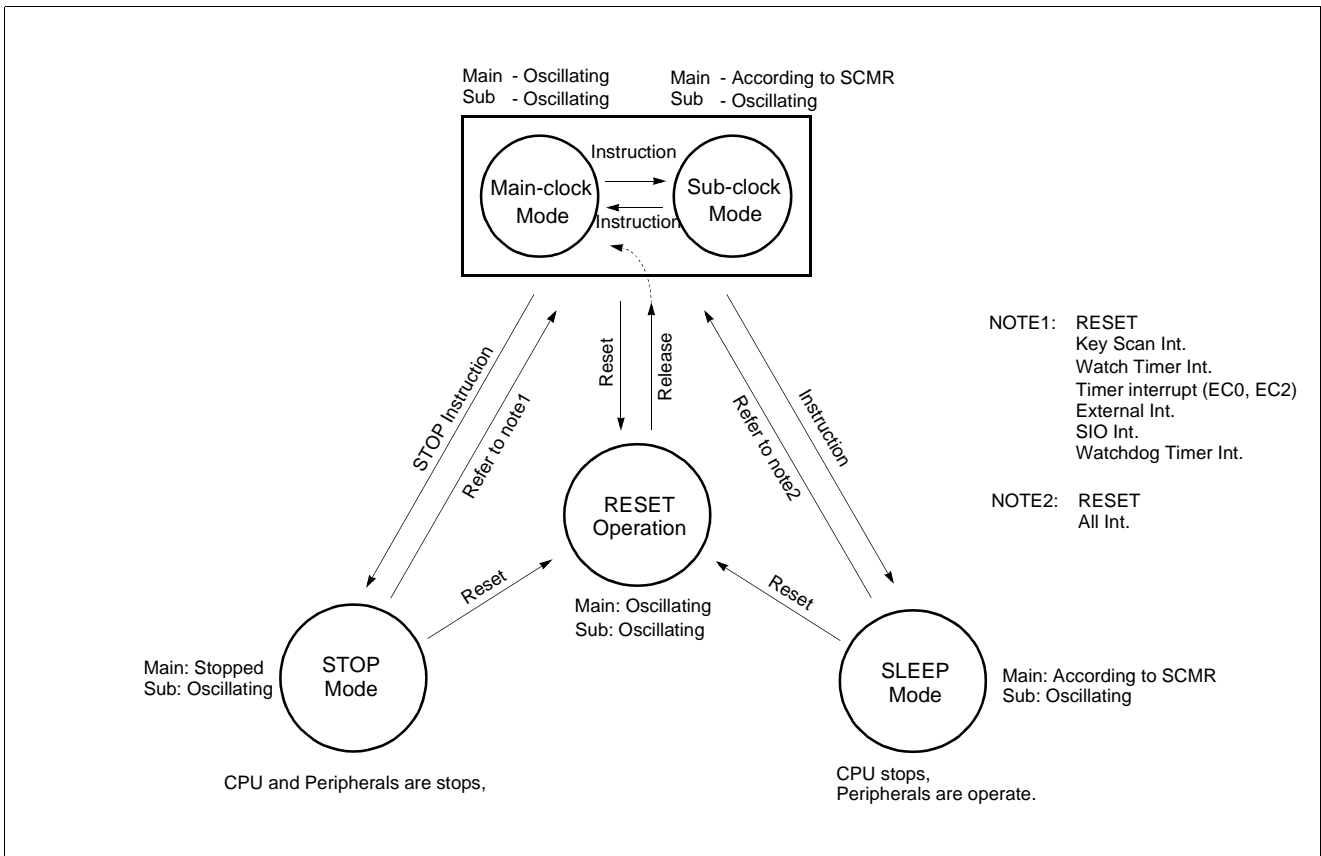 Main - Oscillating
Sub - Oscillating
Main - According to SCMR
Sub - Oscillating
Main-clock
Mode
Instruction
Instruction
Sub-clock
Mode
STOP Instruction
Refer to note1
Reset
Release
Refer to note2
Instruction
NOTE1: RESET
Key Scan Int.
Watch Timer Int.
Timer interrupt (EC0, EC2)
External Int.
SIO Int.
Watchdog Timer Int.
NOTE2: RESET
All Int.
RESET
Operation
Reset
Reset
Main: Oscillating
Sub: Oscillating
Main: Stopped
Sub: Oscillating
STOP
Mode
SLEEP
Mode
Main: According to SCMR
Sub: Oscillating
CPU and Peripherals are stops,
CPU stops,
Peripherals are operate.